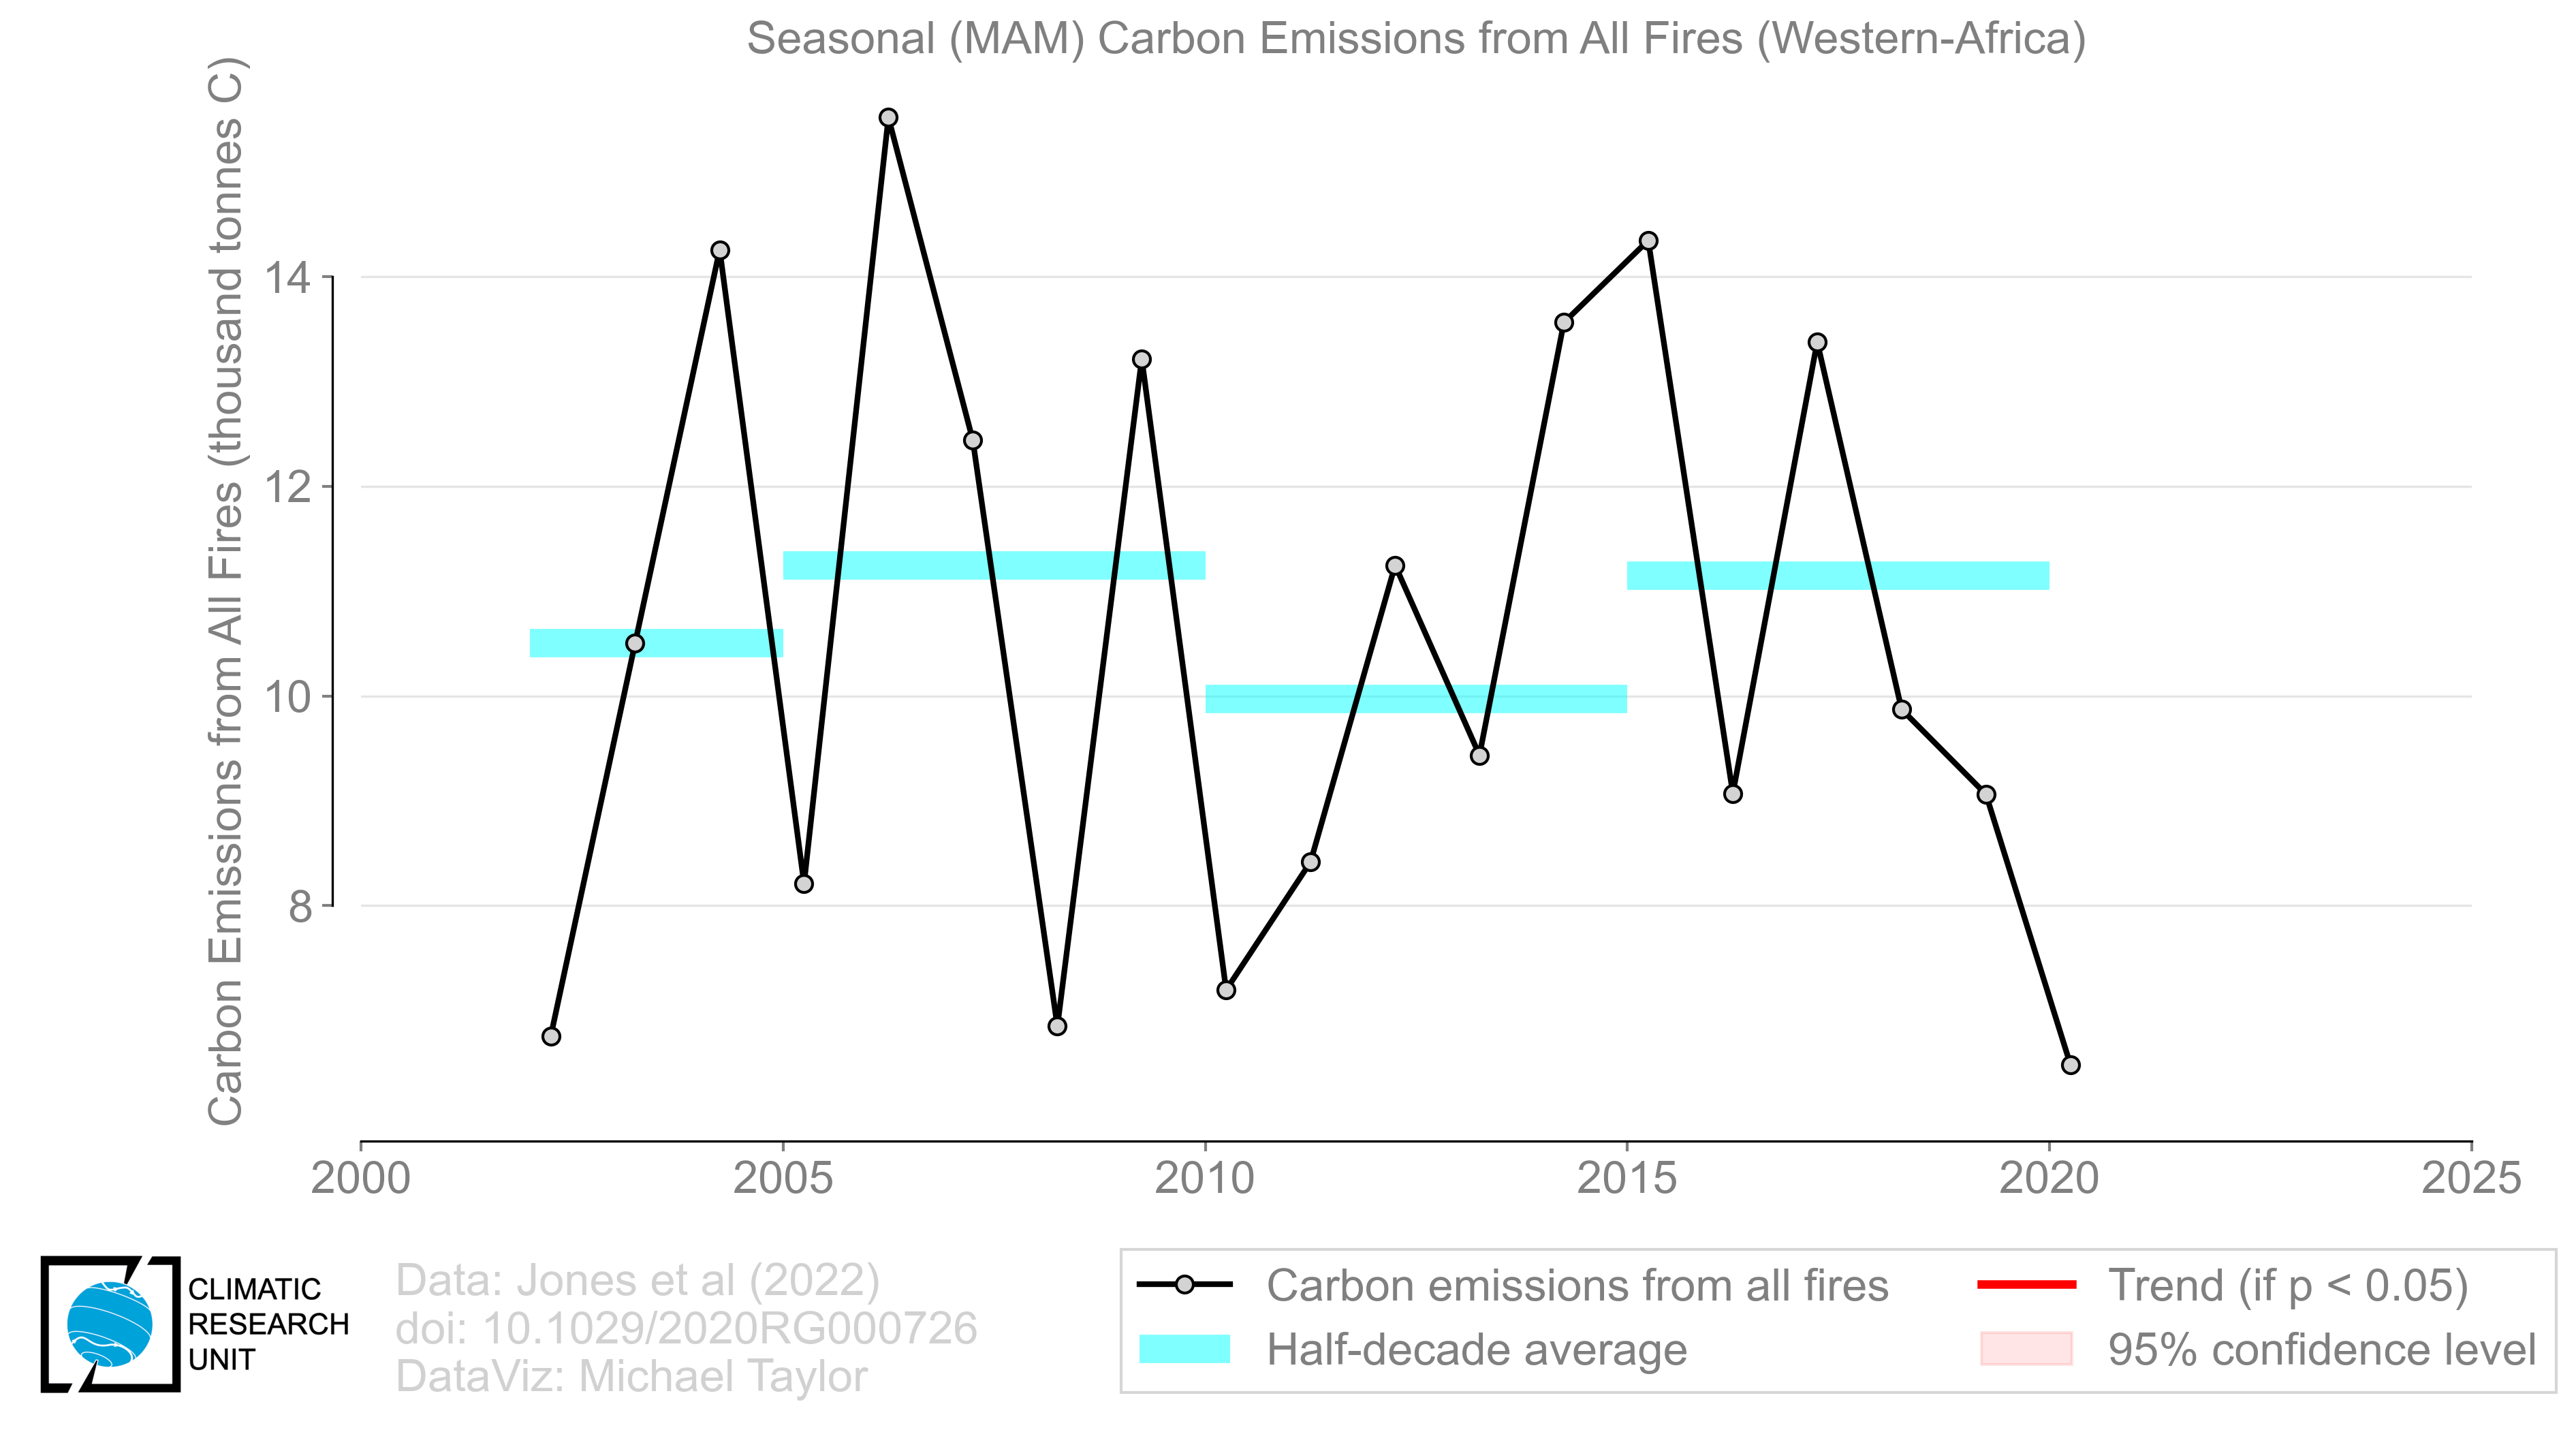 Seasonal (MAM) Carbon Emissions from All Fires (Western-Africa)
Carbon Emissions from All Fires (thousand tonnes C)
14
12
10
8
2000 2005 2010 2015 2020 2025
CLIMATIC
RESEARCH
UNIT
Data: Jones et al (2022)
doi: 10.1029/2020RG000726
DataViz: Michael Taylor
Carbon emissions from all fires
Half-decade average
Trend (if p < 0.05)
95% confidence level